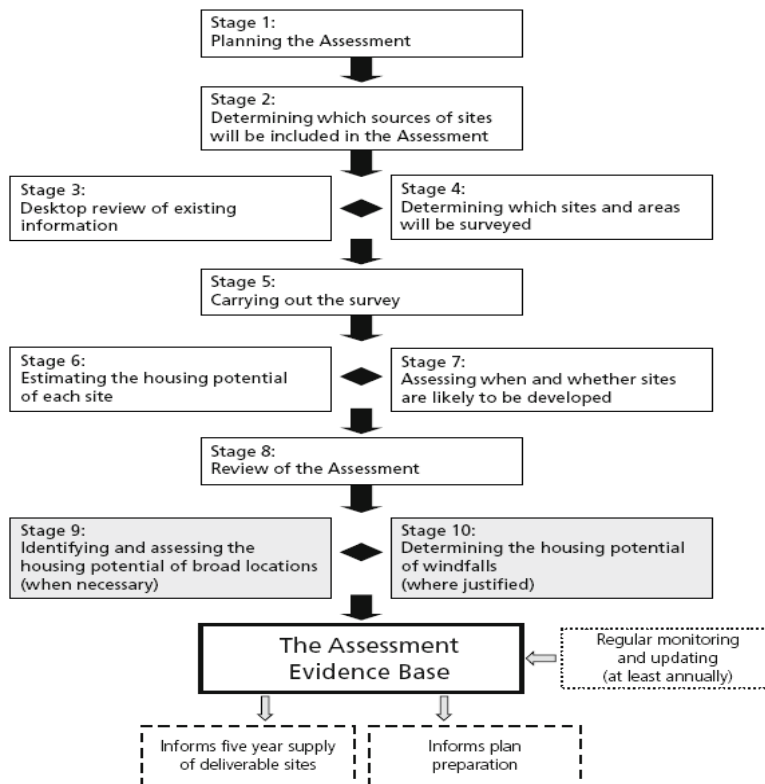 Stage 1:
Planning the Assessment
Stage 2:
Determining which sources of sites
will be included in the Assessment
Stage 3:
Desktop review of existing
information
Stage 4:
Determining which sites and areas
will be surveyed
Stage 5:
Carrying out the survey
Stage 6:
Estimating the housing potential
of each site
Stage 7:
Assessing when and whether sites
are likely to be developed
Stage 8:
Review of the Assessment
Stage 9:
Identifying and assessing the
housing potential of broad locations
(when necessary)
Stage 10:
Determining the housing potential
of windfalls
(where justified)
The Assessment
Evidence Base
Regular monitoring
and updating
(at least annually)
Informs five year supply
of deliverable sites
Informs plan
preparation